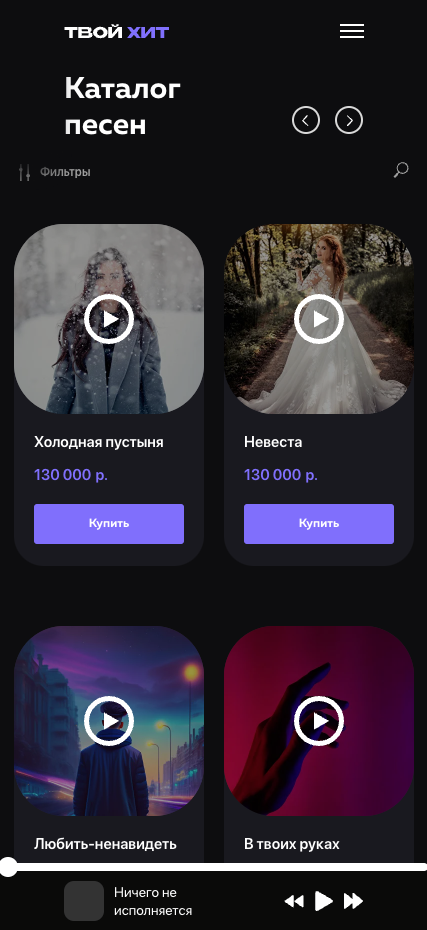 ТВОЙ ХИТ
Каталог
песен
Фильтры
Холодная пустыня
Невеста
130 000 р.
130 000 р.
Купить
Купить
Любить-ненавидеть
В твоих руках
Ничего не
исполняется